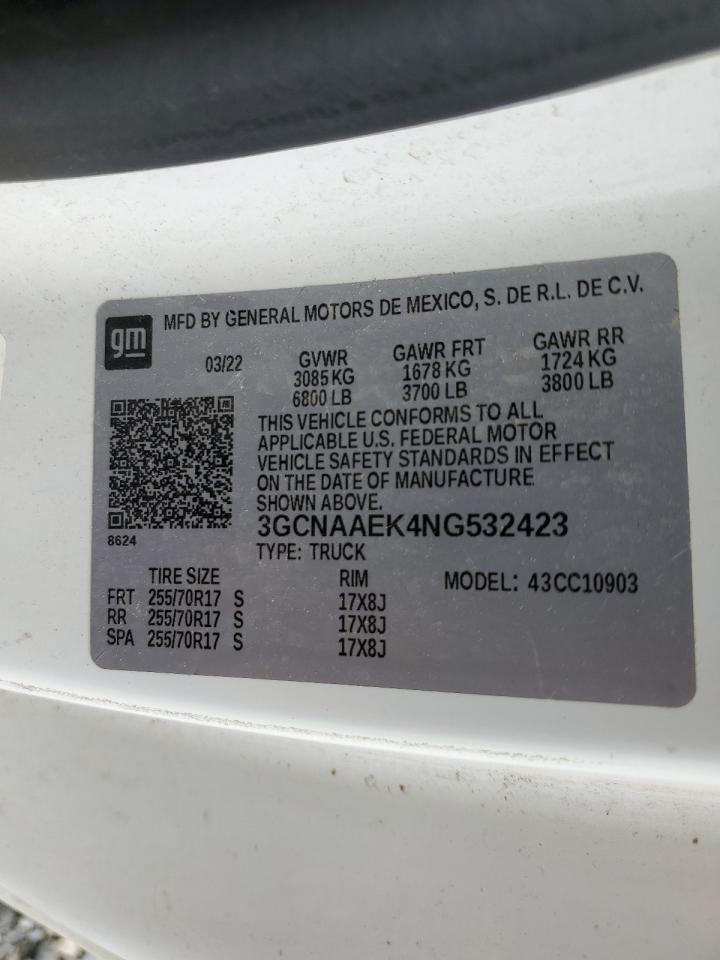 gm MFD BY GENERAL MOTORS DE MEXICO, S. DE R.L. DE C.V.
03/22 GVWR GAWR FRT GAWR RR
3085 KG 1678 KG 1724 KG
6800 LB 3700 LB 3800 LB
THIS VEHICLE CONFORMS TO ALL
APPLICABLE U.S. FEDERAL MOTOR
VEHICLE SAFETY STANDARDS IN EFFECT
ON THE DATE OF MANUFACTURE
SHOWN ABOVE.
8624
3GCNAAEK4NG532423
TYPE: TRUCK
TIRE SIZE RIM MODEL: 43CC10903
FRT 255/70R17 S 17X8J
RR 255/70R17 S 17X8J
SPA 255/70R17 S 17X8J